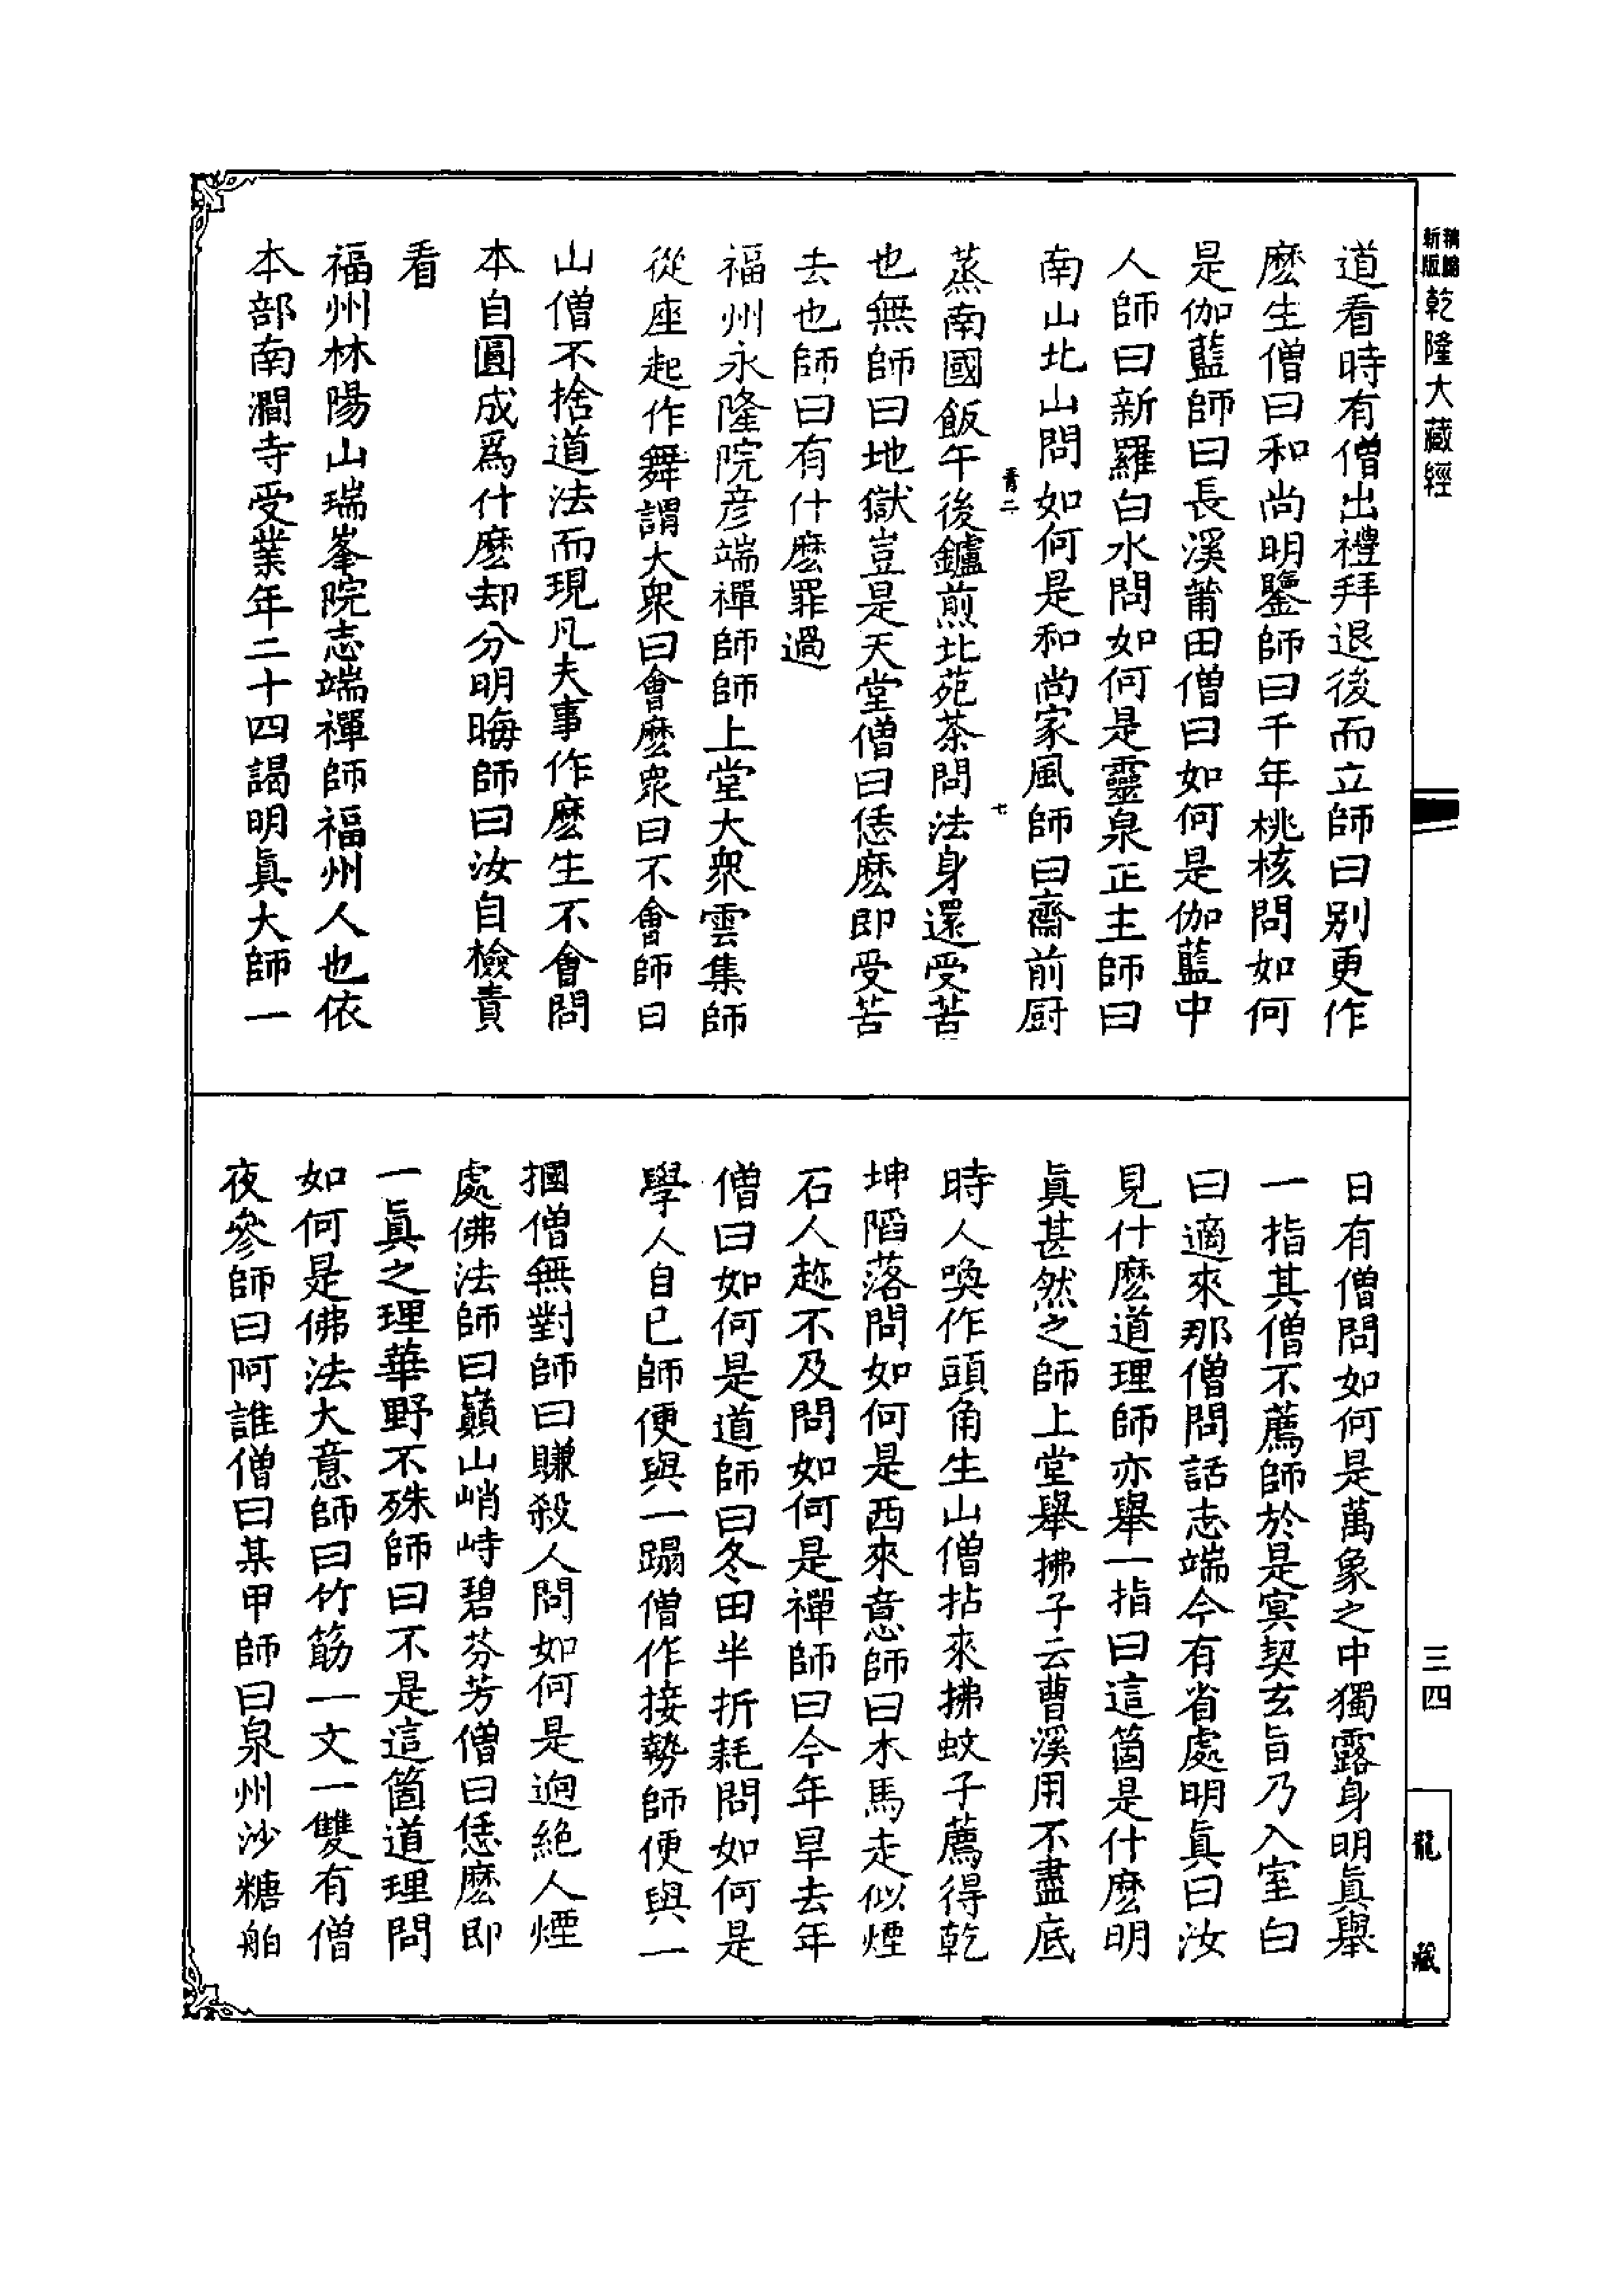 精編新版乾隆大藏經
三四
龍藏
道看時有僧出禮拜退後而立師曰別更作
麽生僧曰和尚明鑒師曰千年桃核問如何
是伽藍師曰長溪莆田僧曰如何是伽藍中
人師曰新羅白水問如何是靈泉正主師曰
南山北山問如何是和尚家風師曰齋前厨
蒸南國飯午後鑪煎北苑茶問法身還受苦
也無師曰地獄豈是天堂僧曰恁麽即受苦
去也師曰有什麽罪過
福州永隆院彦端禪師師上堂大衆雲集師
從座起作舞謂大衆曰會麽衆曰不會師曰
山僧不捨道法而現凡夫事作麽生不會問
本自圓成爲什麽却分明晦師曰汝自檢責
看
福州林陽山瑞峯院志端禪師福州人也依
本部南澗寺受業年二十四謁明眞大師一
青二
七
日有僧問如何是萬象之中獨露身明眞舉
一指其僧不薦師於是冥契玄旨乃入室白
曰適來那僧問話志端今有省處明眞曰汝
見什麽道理師亦舉一指曰這箇是什麽明
眞甚然之師上堂舉拂子云曹溪用不盡底
時人喚作頭角生山僧拈來拂蚊子薦得乾
坤陷落問如何是西來意師曰木馬走似煙
石人趂不及問如何是禪師曰今年旱去年
僧曰如何是道師曰冬田半折耗問如何是
學人自已師便與一蹋僧作接勢師便與一
摑僧無對師曰賺殺人問如何是逈絶人煙
處佛法師曰巓山峭峙碧芬芳僧曰恁麽即
一眞之理華野不殊師曰不是這箇道理問
如何是佛法大意師曰竹筯一文一雙有僧
夜參師曰阿誰僧曰某甲師曰泉州沙糖舶